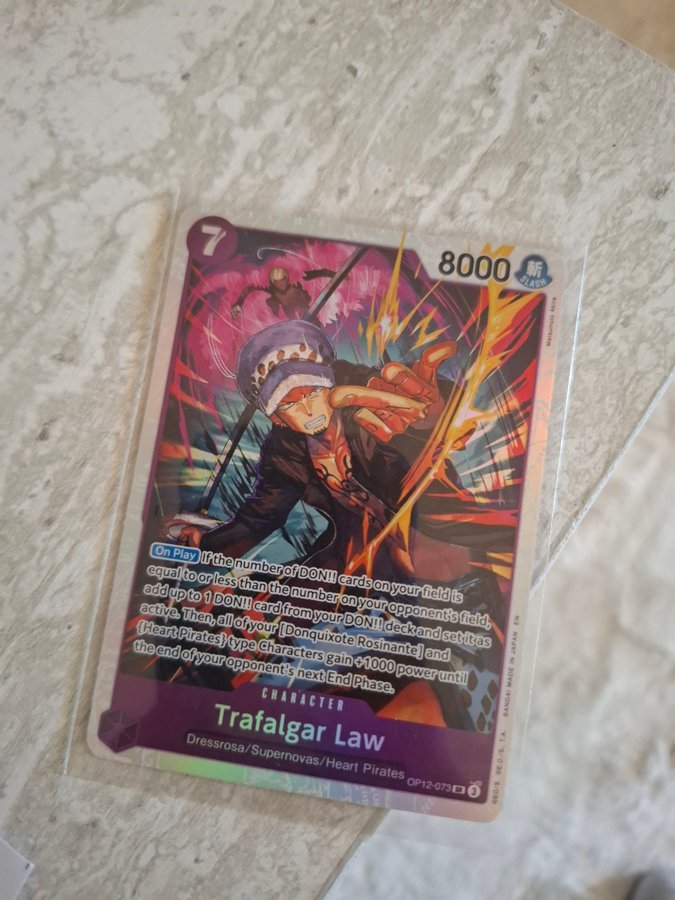 7
8000
斬
SLASH
On Play If the number of DON!! cards on your field is
equal to or less than the number on your opponent's field,
add up to 1 DON!! card from your DON!! deck and set it as
active. Then, all of your [Donquixote Rosinante] and
{Heart Pirates} type Characters gain +1000 power until
the end of your opponent's next End Phase.
CHARACTER
Trafalgar Law
Dressrosa/Supernovas/Heart Pirates
OP12-073 SR 3
BANDAI MADE IN JAPAN EN